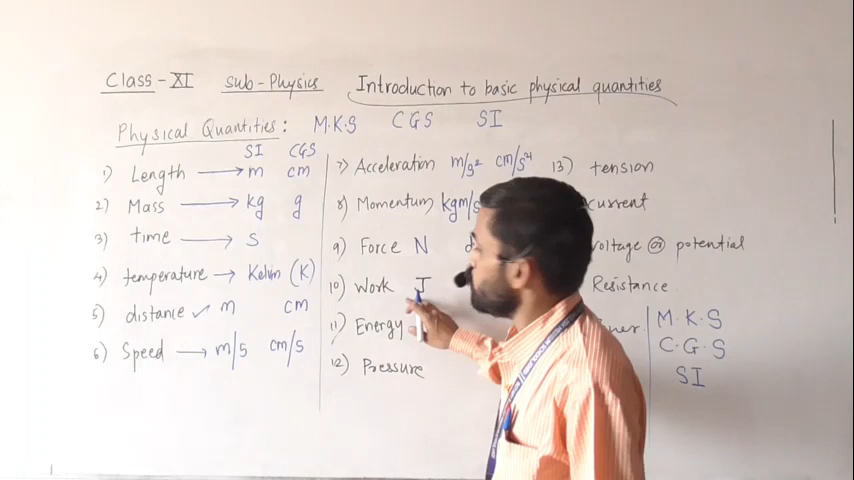 Class-XI Sub-Physics Introduction to basic physical quantities
Physical Quantities: M.K.S CGS SI
SI CGS
1) Length → m cm
2) Mass → kg g
3) time → S
4) temperature → Kelvin (K)
5) distance ✓ m cm
6) Speed → m/s cm/s
7) Acceleration m/s² cm/s²
8) Momentum kgm/s
9) Force N
10) Work J
11) Energy
12) Pressure
13) tension
current
voltage or potential
Resistance
M.K.S
C.G.S
SI